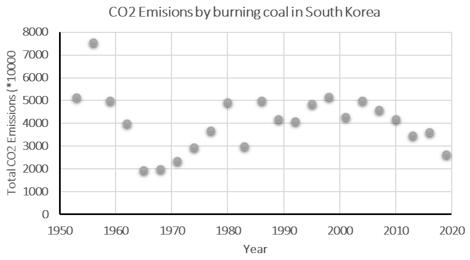 CO2 Emisions by burning coal in South Korea
Total CO2 Emissions (*10000
8000
7000
6000
5000
4000
3000
2000
1000
0
1950 1960 1970 1980 1990 2000 2010 2020
Year